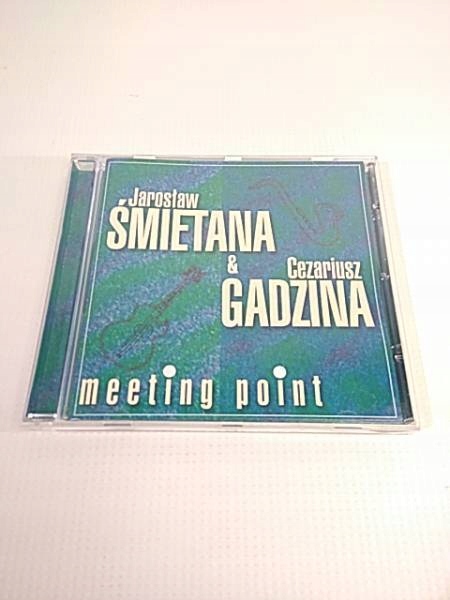 Jarosław
ŚMIETANA
&
Cezariusz
GADZINA
meeting point